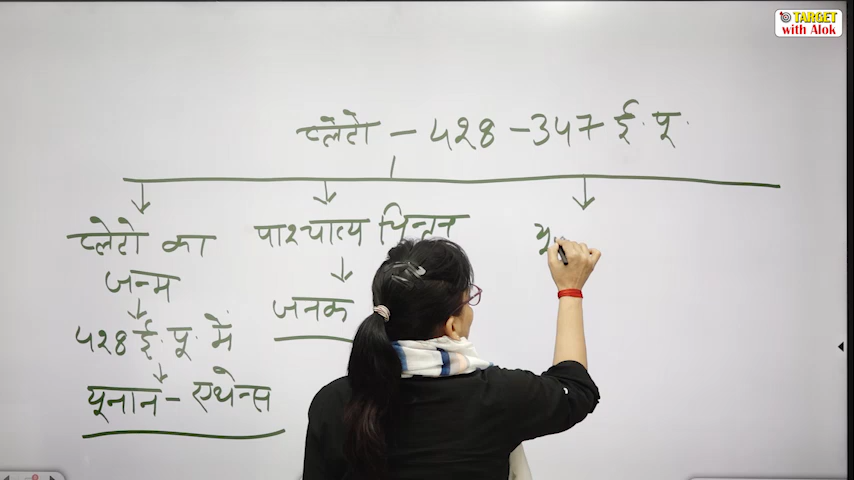 TARGET
with Alok
प्लेटो – 428 – 347 ई. पू.
प्लेटो का
जन्म
428 ई. पू. में
यूनान – एथेन्स
पाश्चात्य चिन्तन
जनक
यू